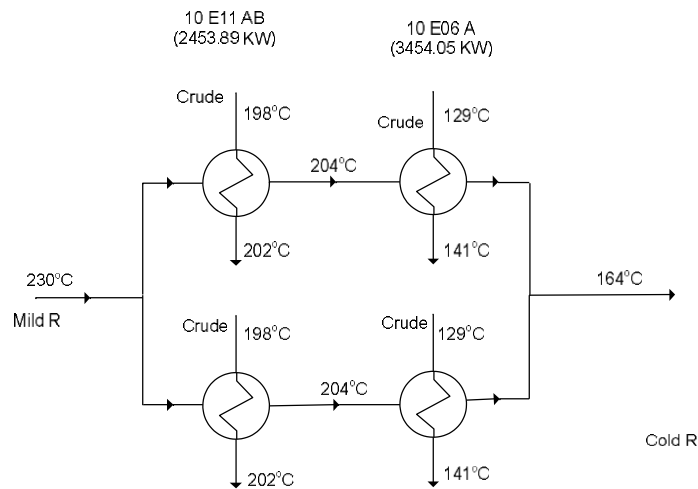 10 E11 AB
(2453.89 KW)
10 E06 A
(3454.05 KW)
Crude
198°C
Crude
129°C
204°C
202°C
141°C
230°C
164°C
Mild R
Crude
198°C
Crude
129°C
204°C
202°C
141°C
Cold R